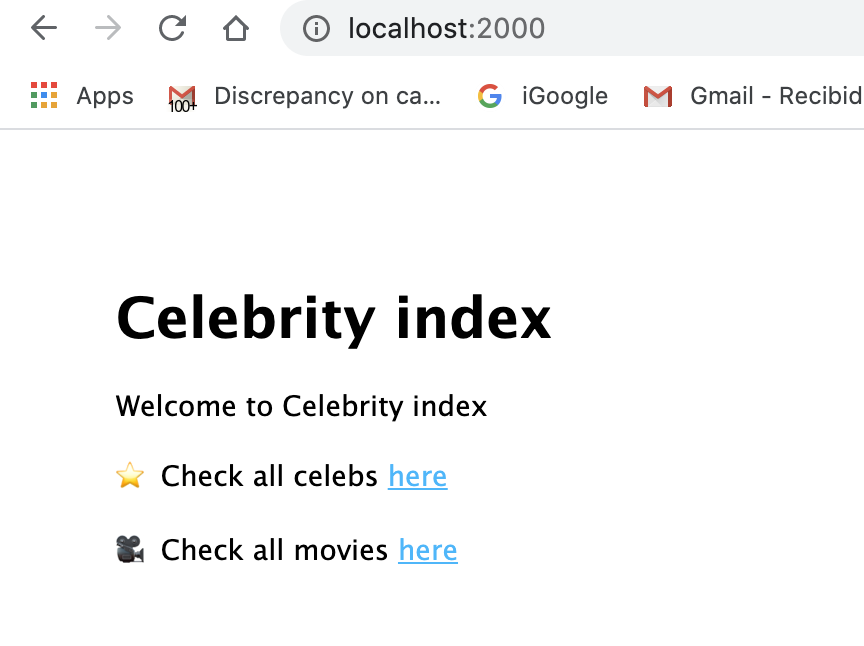 localhost:2000
Apps 100+ Discrepancy on ca... iGoogle Gmail - Recibid
Celebrity index
Welcome to Celebrity index
⭐ Check all celebs here
🎥 Check all movies here